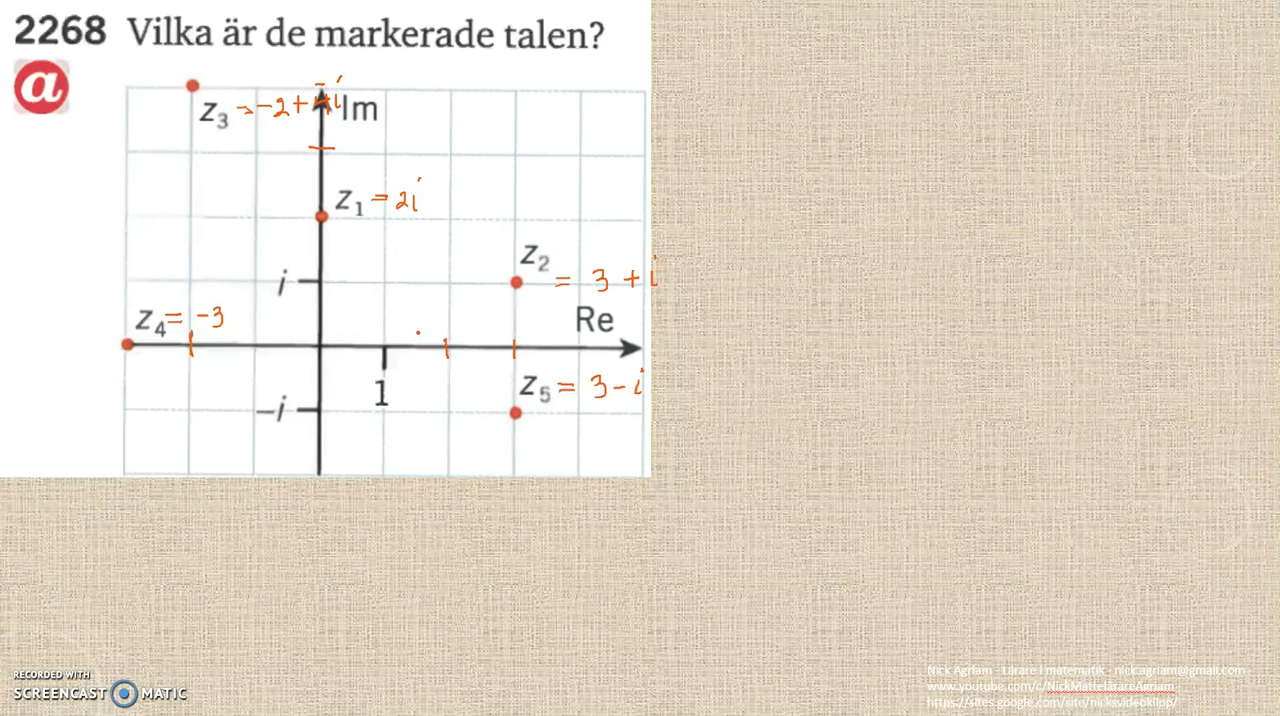 2268 Vilka är de markerade talen?
a
z3 = -2+4i Im
z1 = 2i
z2 = 3 + i
i
z4 = -3
Re
1
z5 = 3-i
-i
RECORDED WITH
SCREENCAST MATIC
Nick Agriam - Lärare i matematik - nick.agriam@gmail.com
www.youtube.com/c/NickMattelärareAgriam
https://sites.google.com/site/nicksvideoklipp/